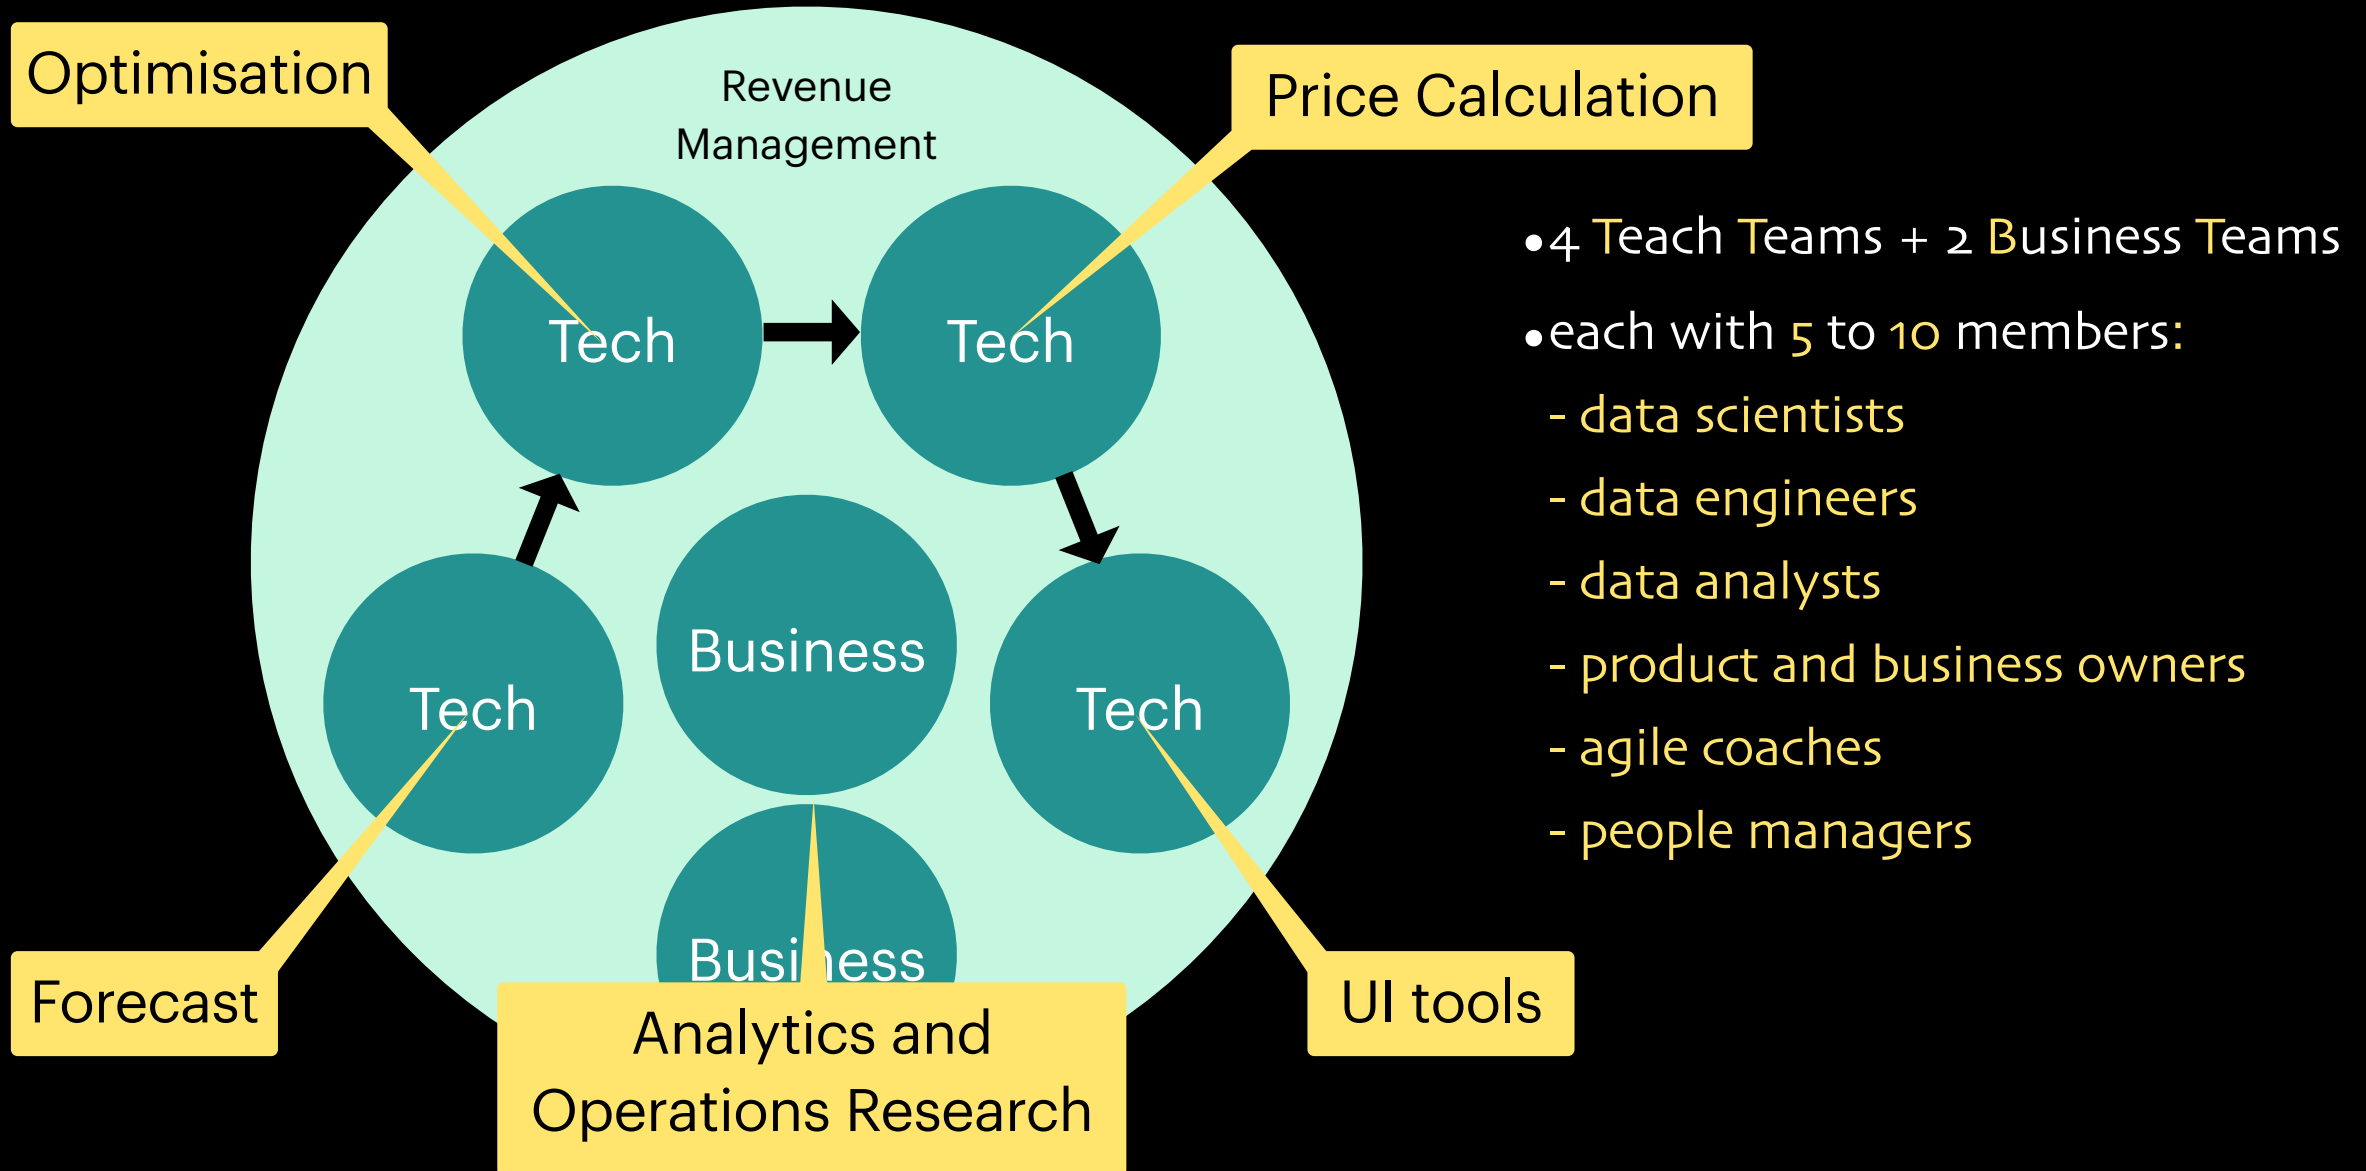 Optimisation
Revenue
Management
Price Calculation
Tech
Tech
Business
Tech
Tech
Business
Forecast
UI tools
Analytics and
Operations Research
•4 Teach Teams + 2 Business Teams
•each with 5 to 10 members:
- data scientists
- data engineers
- data analysts
- product and business owners
- agile coaches
- people managers